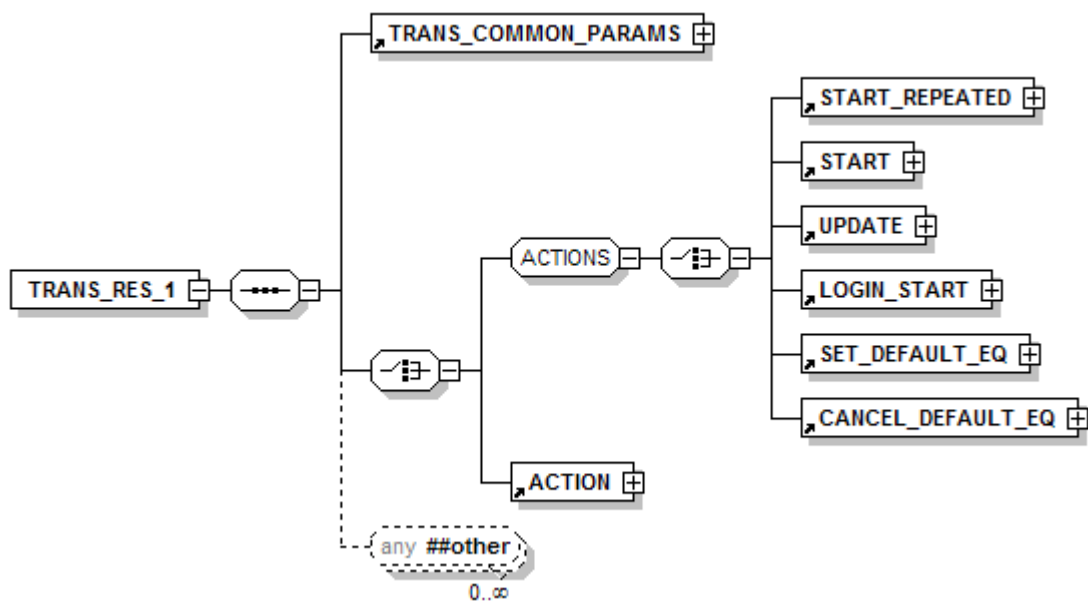 TRANS_COMMON_PARAMS
START_REPEATED
START
UPDATE
ACTIONS
TRANS_RES_1
LOGIN_START
SET_DEFAULT_EQ
CANCEL_DEFAULT_EQ
ACTION
any ##other
0..∞